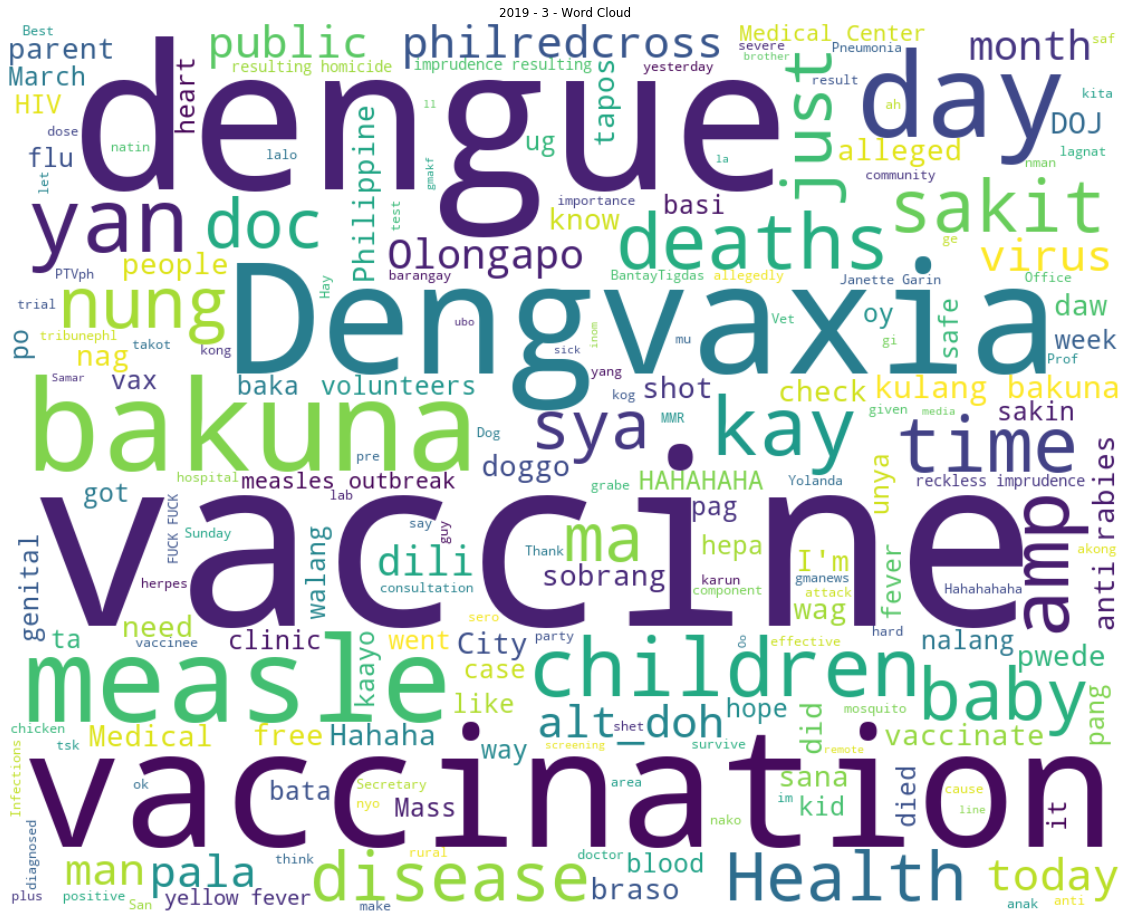 2019 - 3 - Word Cloud
Best
parent
public
philredcross
Medical Center
severe
Pneumonia
brother
month
saf
March
resulting homicide
imprudence resulting
yesterday
result
HIV
heart
dengue
tapos
just
day
ah
kita
DOJ
dose
natin
lalo
ll
ug
la
alleged
lagnat
flu
let
Philippine
gmakf
test
importance
community
nman
yan
doc
know
basi
deaths
sakit
Olongapo
ge
virus
people
PTVph
barangay
BantayTigdas
allegedly
Janette Garin
Office
nung
Hay
Dengvaxia
trial
Vet
oy
safe
daw
tribunephl
takot
ubo
inom
mu
gi
week
po
nag
kong
sick
Prof
Samar
vax
baka
volunteers
yang
shot
check
kulang bakuna
kog
bakuna
sya
MMR
kay
given
media
sakin
Dog
time
pre
doggo
hospital
measles outbreak
grabe
HAHAHAHA
Yolanda
unya
reckless imprudence
anti rabies
got
lab
pag
vaccine
FUCK FUCK
Sunday
say
guy
ma
amp
genital
walang
dili
Thank
hepa
I'm
fever
akong
herpes
consultation
sobrang
karun
component
gmanews
attack
Hahahahaha
wag
need
sero
ta
vaccinee
clinic
kaayo
went
City
party
Oo
effective
hard
nalang
measle
case
children
pwede
baby
like
alt_doh
hope
did
mosquito
pang
chicken
tsk
Medical
free
Hahaha
shet
way
screening
survive
remote
vaccinate
Infections
vaccination
ok
bata
Secretary
nyo
Mass
area
im
sana
kid
died
cause
line
it
nako
diagnosed
man
pala
think
rural
disease
doctor
blood
Health
today
plus
positive
San
yellow fever
make
braso
anak
anti